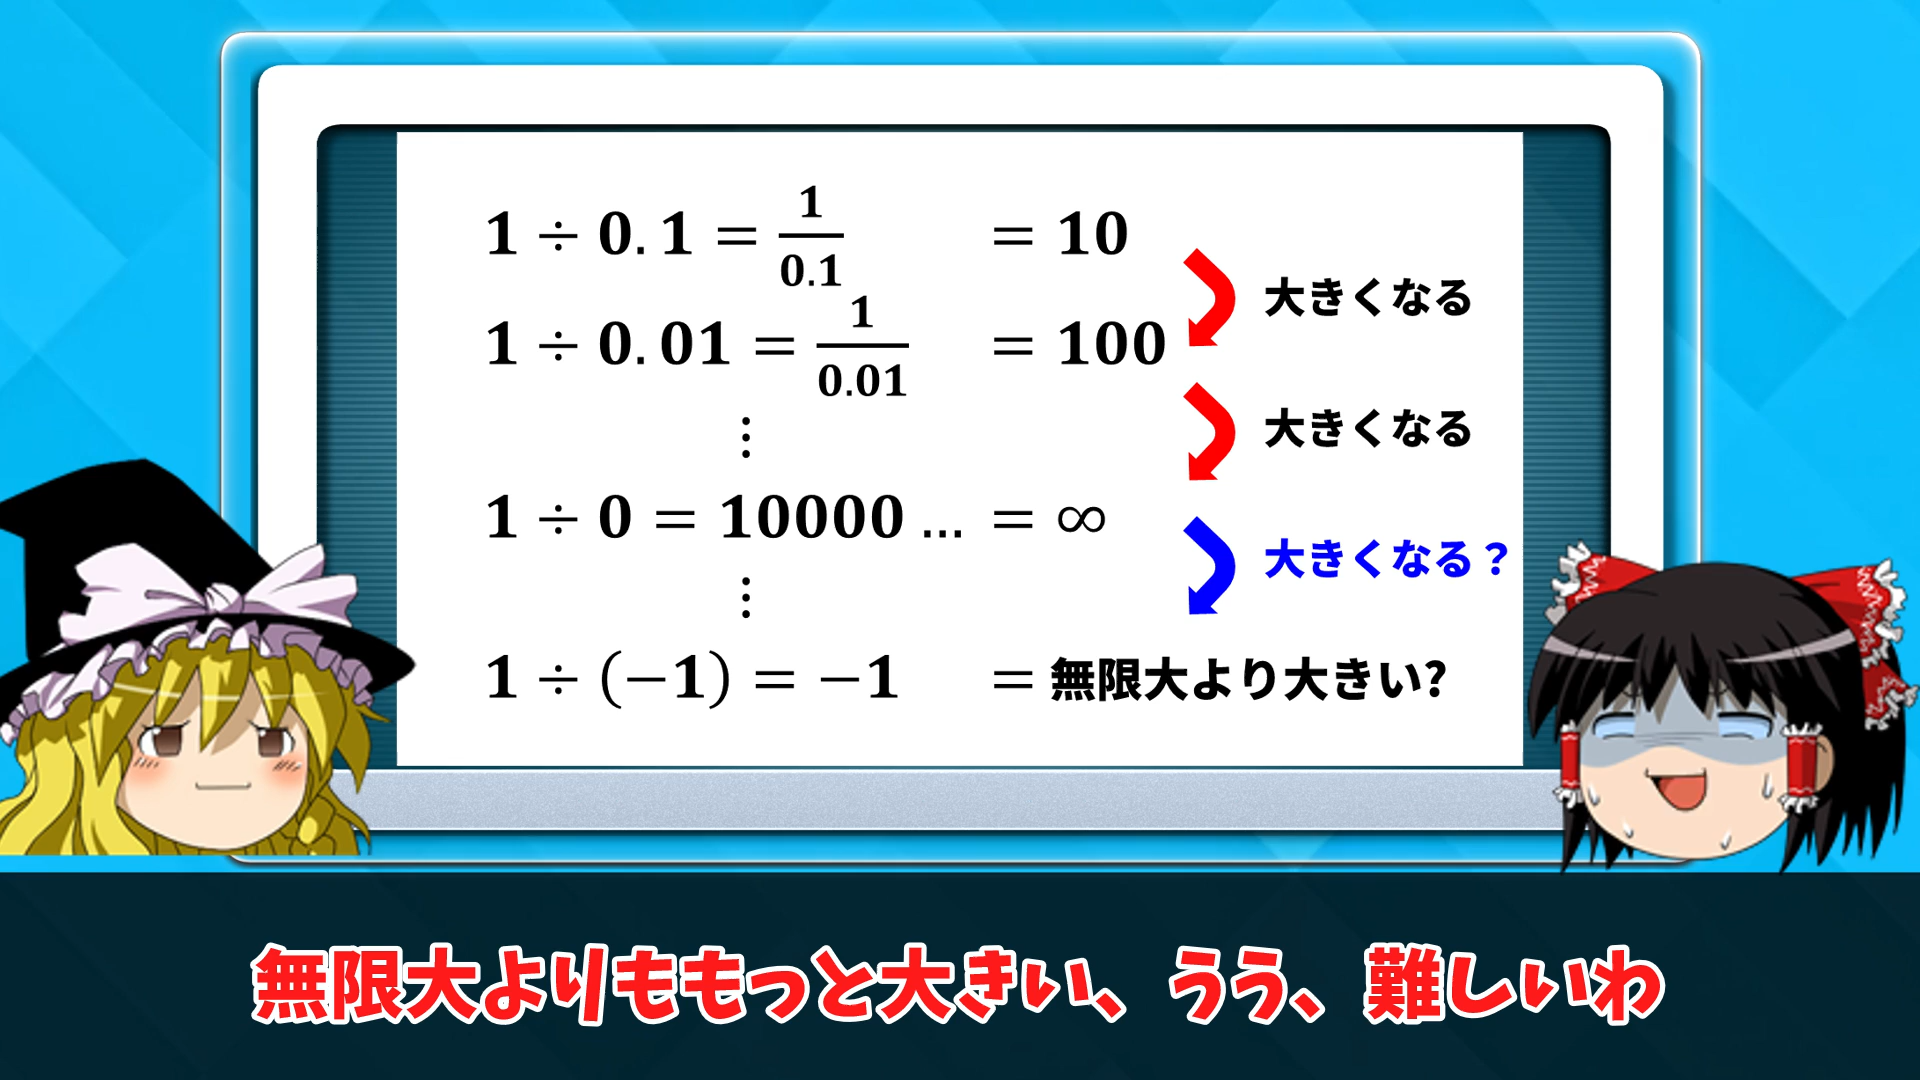 1 ÷ 0.1 = 1/0.1 = 10
大きくなる
1 ÷ 0.01 = 1/0.01 = 100
大きくなる
⋮
1 ÷ 0 = 10000 … = ∞
大きくなる？
⋮
1 ÷ (−1) = −1 = 無限大より大きい?
無限大よりももっと大きい、うう、難しいわ